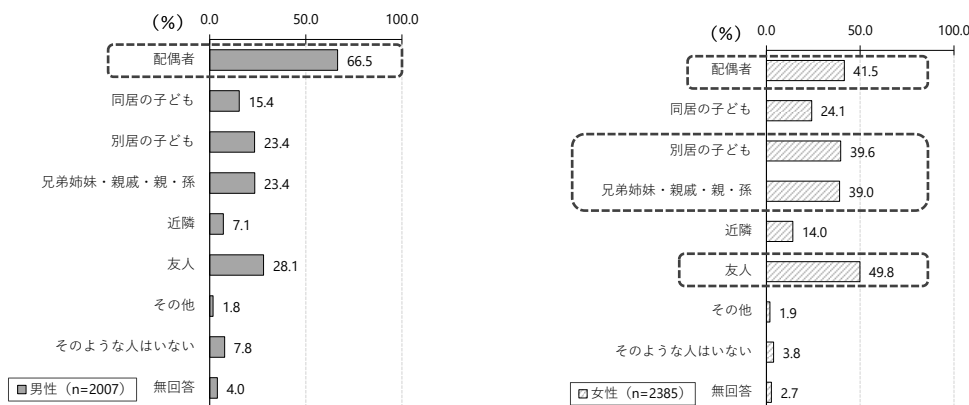 (%) 0.0 50.0 100.0
配偶者 66.5
同居の子ども 15.4
別居の子ども 23.4
兄弟姉妹・親戚・親・孫 23.4
近隣 7.1
友人 28.1
その他 1.8
そのような人はいない 7.8
無回答 4.0
男性（n=2007）
(%) 0.0 50.0 100.0
配偶者 41.5
同居の子ども 24.1
別居の子ども 39.6
兄弟姉妹・親戚・親・孫 39.0
近隣 14.0
友人 49.8
その他 1.9
そのような人はいない 3.8
無回答 2.7
女性（n=2385）